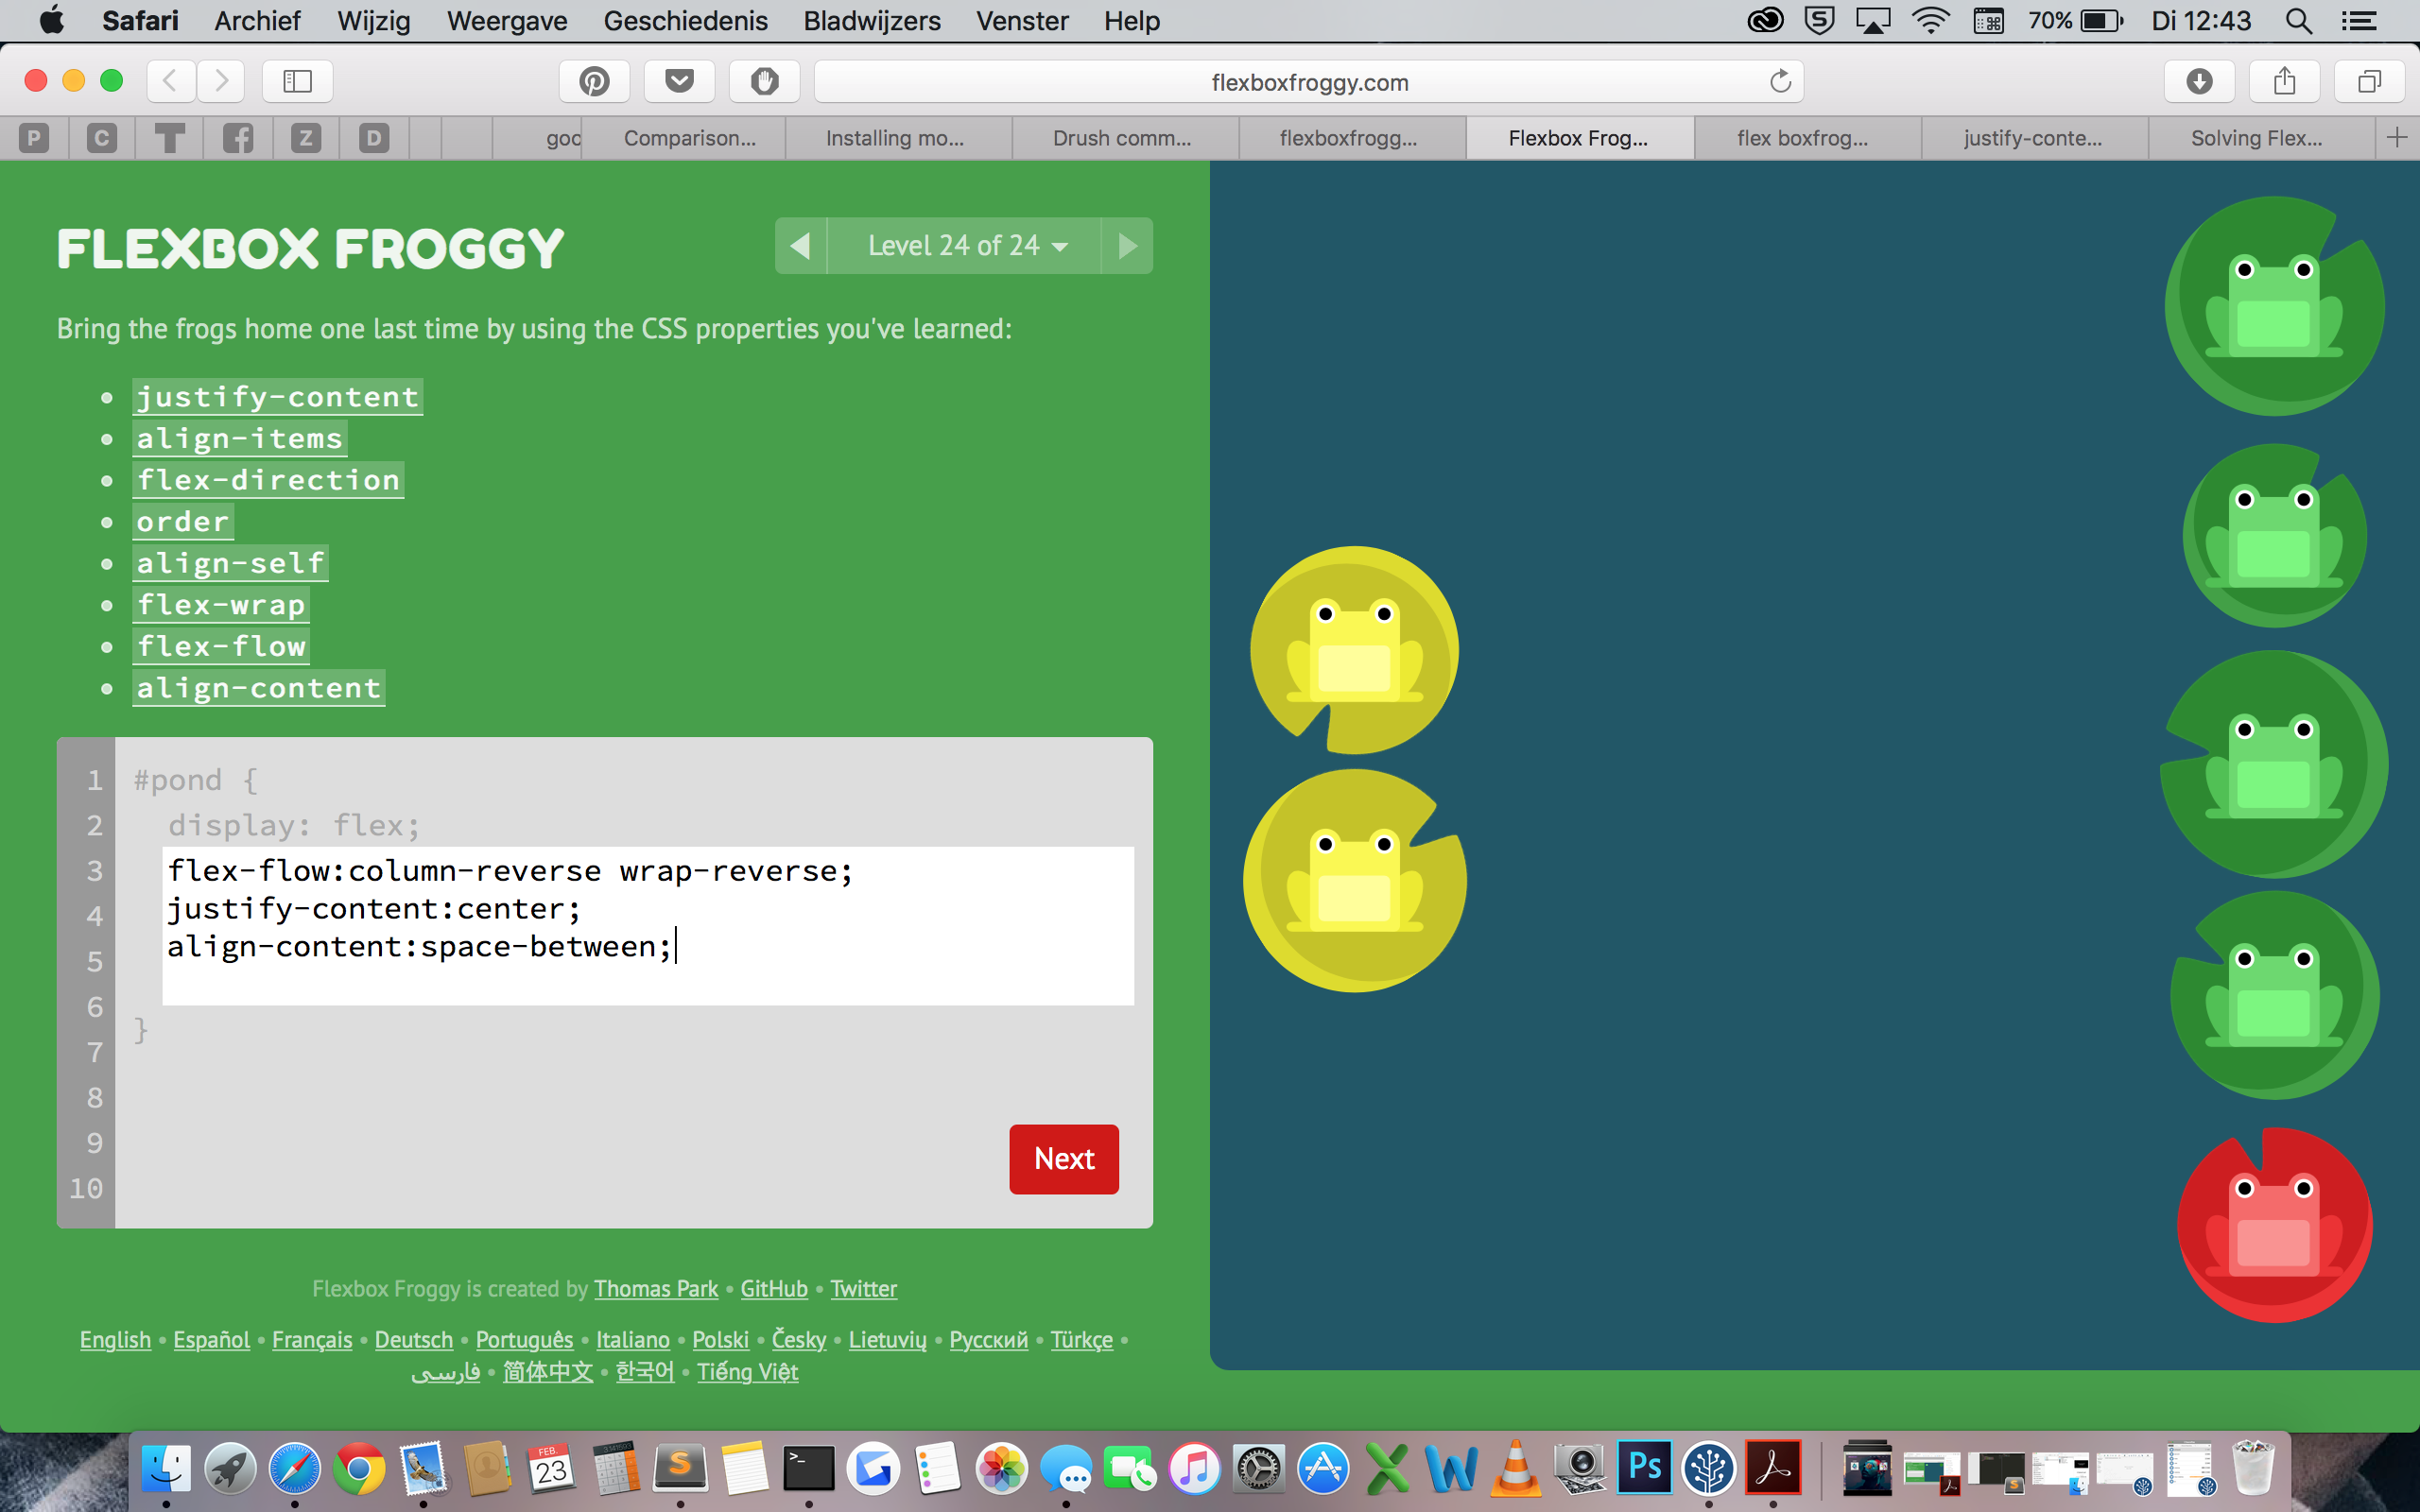 Safari Archief Wijzig Weergave Geschiedenis Bladwijzers Venster Help 70% Di 12:43
flexboxfroggy.com
P C T f Z D goo Comparison... Installing mo... Drush comm... flexboxfrogg... Flexbox Frog... flex boxfrog... justify-conte... Solving Flex...
FLEXBOX FROGGY
Level 24 of 24
Bring the frogs home one last time by using the CSS properties you've learned:
justify-content
align-items
flex-direction
order
align-self
flex-wrap
flex-flow
align-content
1 #pond {
2 display: flex;
3 flex-flow:column-reverse wrap-reverse;
4 justify-content:center;
5 align-content:space-between;
6 }
7
8
9
10
Next
Flexbox Froggy is created by Thomas Park • GitHub • Twitter
English • Español • Français • Deutsch • Português • Italiano • Polski • Česky • Lietuvių • Русский • Türkçe •
فارسی • 简体中文 • 한국어 • Tiếng Việt
FEB.
23
Ps